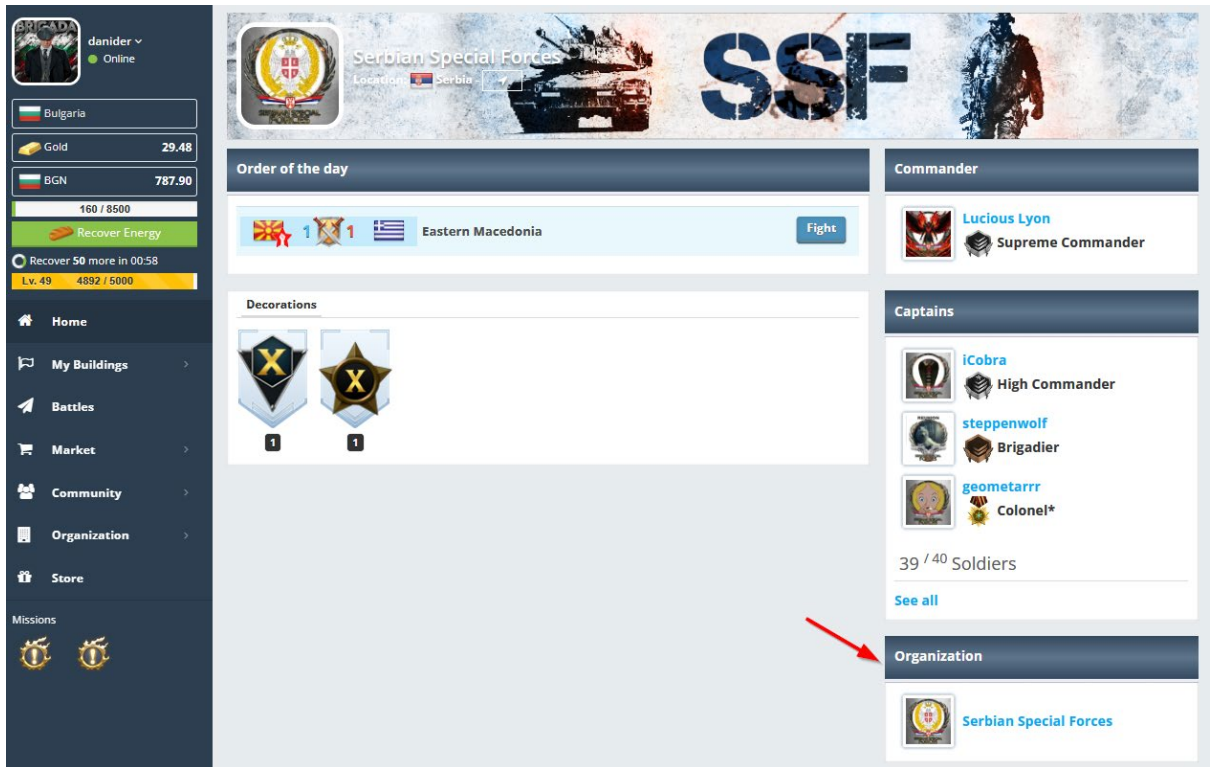 BRIGADA
danider
Online
Bulgaria
Gold 29.48
BGN 787.90
160 / 8500
Recover Energy
Recover 50 more in 00:58
Lv. 49 4892 / 5000
Home
My Buildings
Battles
Market
Community
Organization
Store
Missions
Serbian Special Forces
Location: Serbia -
SSF
Order of the day
1 1 Eastern Macedonia Fight
Decorations
X X
1 1
Commander
Lucious Lyon
Supreme Commander
Captains
iCobra
High Commander
steppenwolf
Brigadier
geometarrr
Colonel*
39 / 40 Soldiers
See all
Organization
Serbian Special Forces